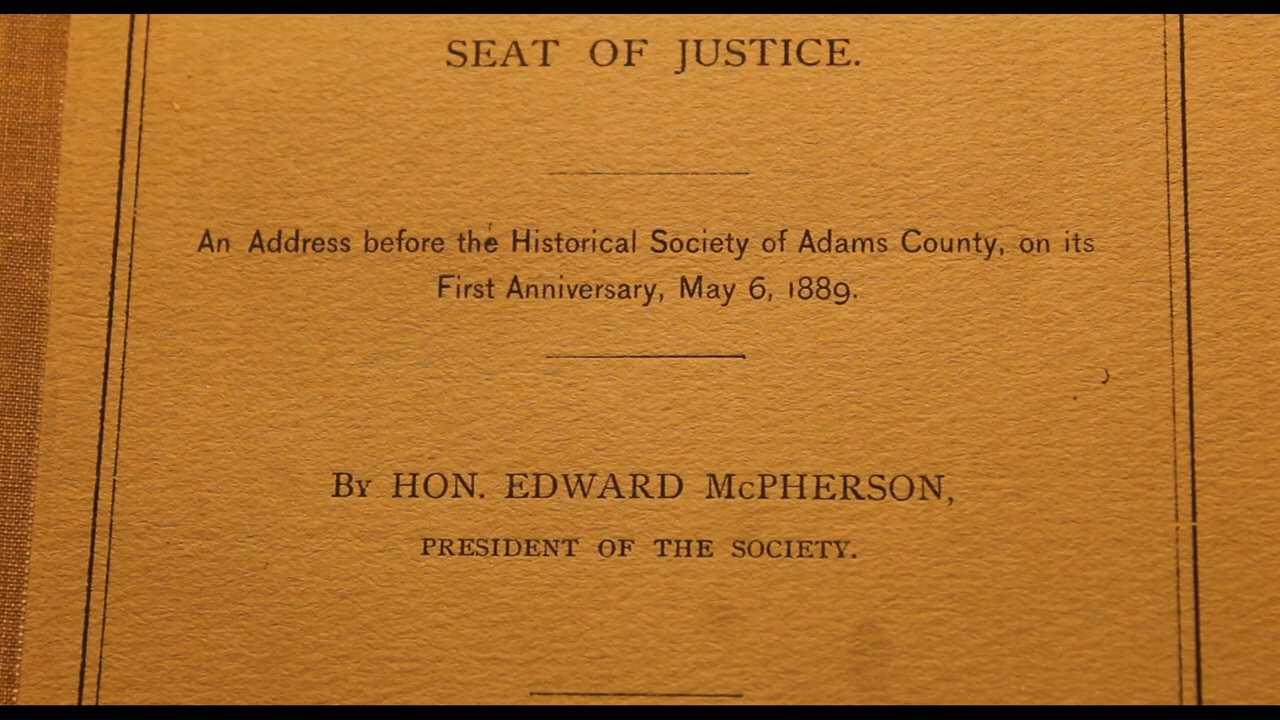 SEAT OF JUSTICE.
An Address before the Historical Society of Adams County, on its
First Anniversary, May 6, 1889.
By HON. EDWARD McPHERSON,
PRESIDENT OF THE SOCIETY.